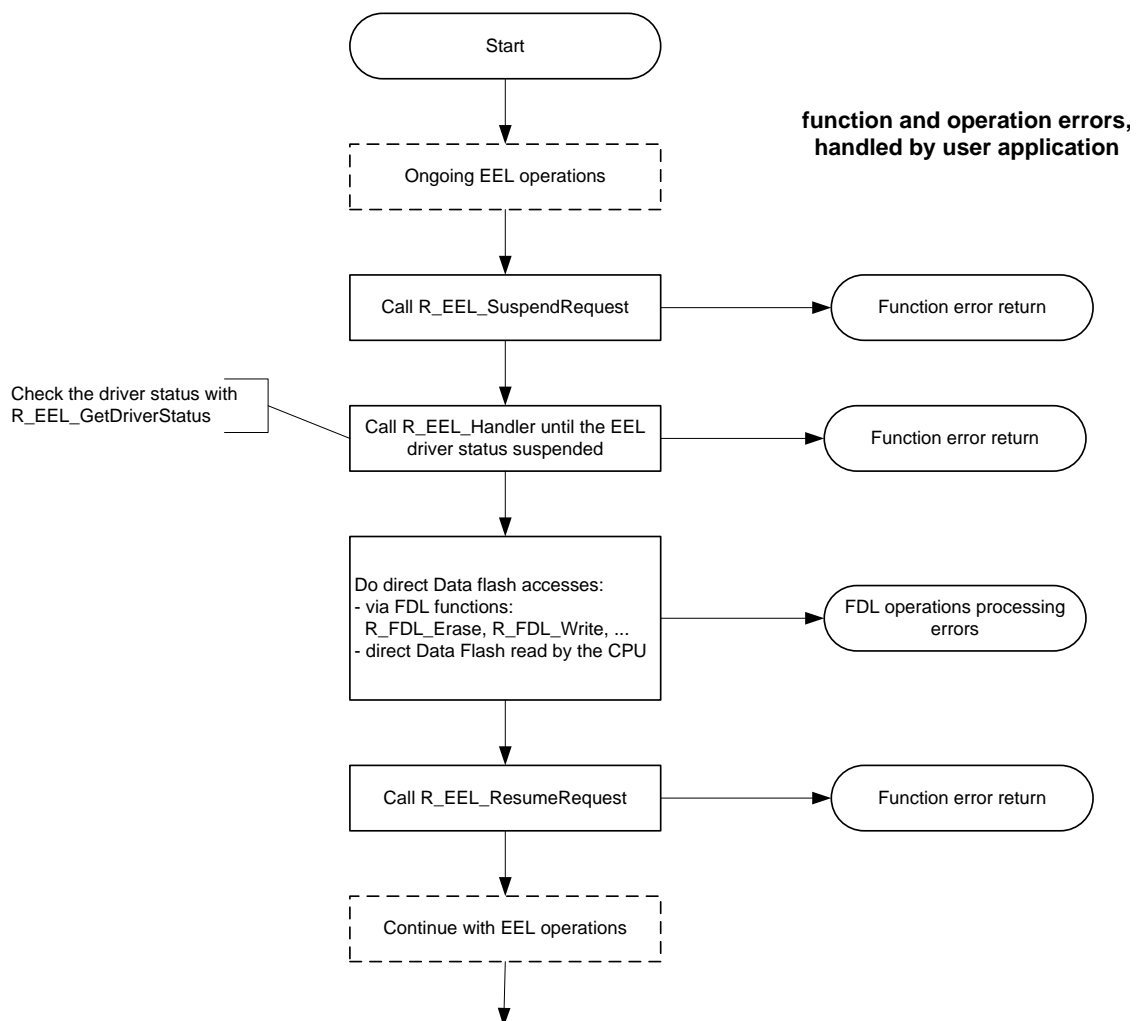 Start
function and operation errors,
handled by user application
Ongoing EEL operations
Call R_EEL_SuspendRequest
Function error return
Check the driver status with
R_EEL_GetDriverStatus
Call R_EEL_Handler until the EEL
driver status suspended
Function error return
Do direct Data flash accesses:
- via FDL functions:
R_FDL_Erase, R_FDL_Write, ...
- direct Data Flash read by the CPU
FDL operations processing
errors
Call R_EEL_ResumeRequest
Function error return
Continue with EEL operations